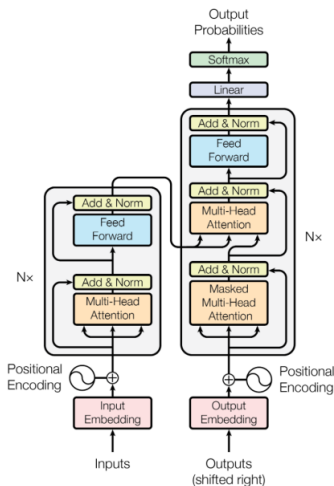 Output
Probabilities
Softmax
Linear
Add & Norm
Feed
Forward
Add & Norm
Multi-Head
Attention
Add & Norm
Masked
Multi-Head
Attention
N×
Add & Norm
Feed
Forward
Add & Norm
Multi-Head
Attention
N×
Positional
Encoding
Positional
Encoding
Input
Embedding
Output
Embedding
Inputs
Outputs
(shifted right)